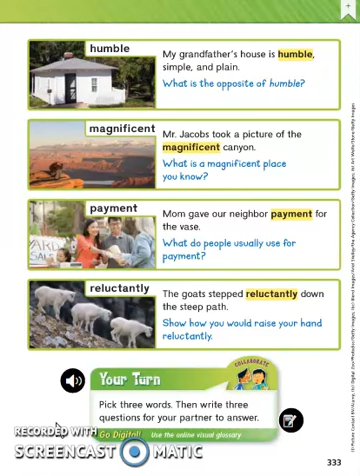 humble
My grandfather's house is humble,
simple, and plain.
What is the opposite of humble?
magnificent
Mr. Jacobs took a picture of the
magnificent canyon.
What is a magnificent place
you know?
payment
Mom gave our neighbor payment for
the vase.
What do people usually use for
payment?
reluctantly
The goats stepped reluctantly down
the steep path.
Show how you would raise your hand
reluctantly.
COLLABORATE
Your Turn
Pick three words. Then write three
questions for your partner to answer.
Go Digital! Use the online visual glossary
RECORDED WITH
SCREENCAST MATIC
333